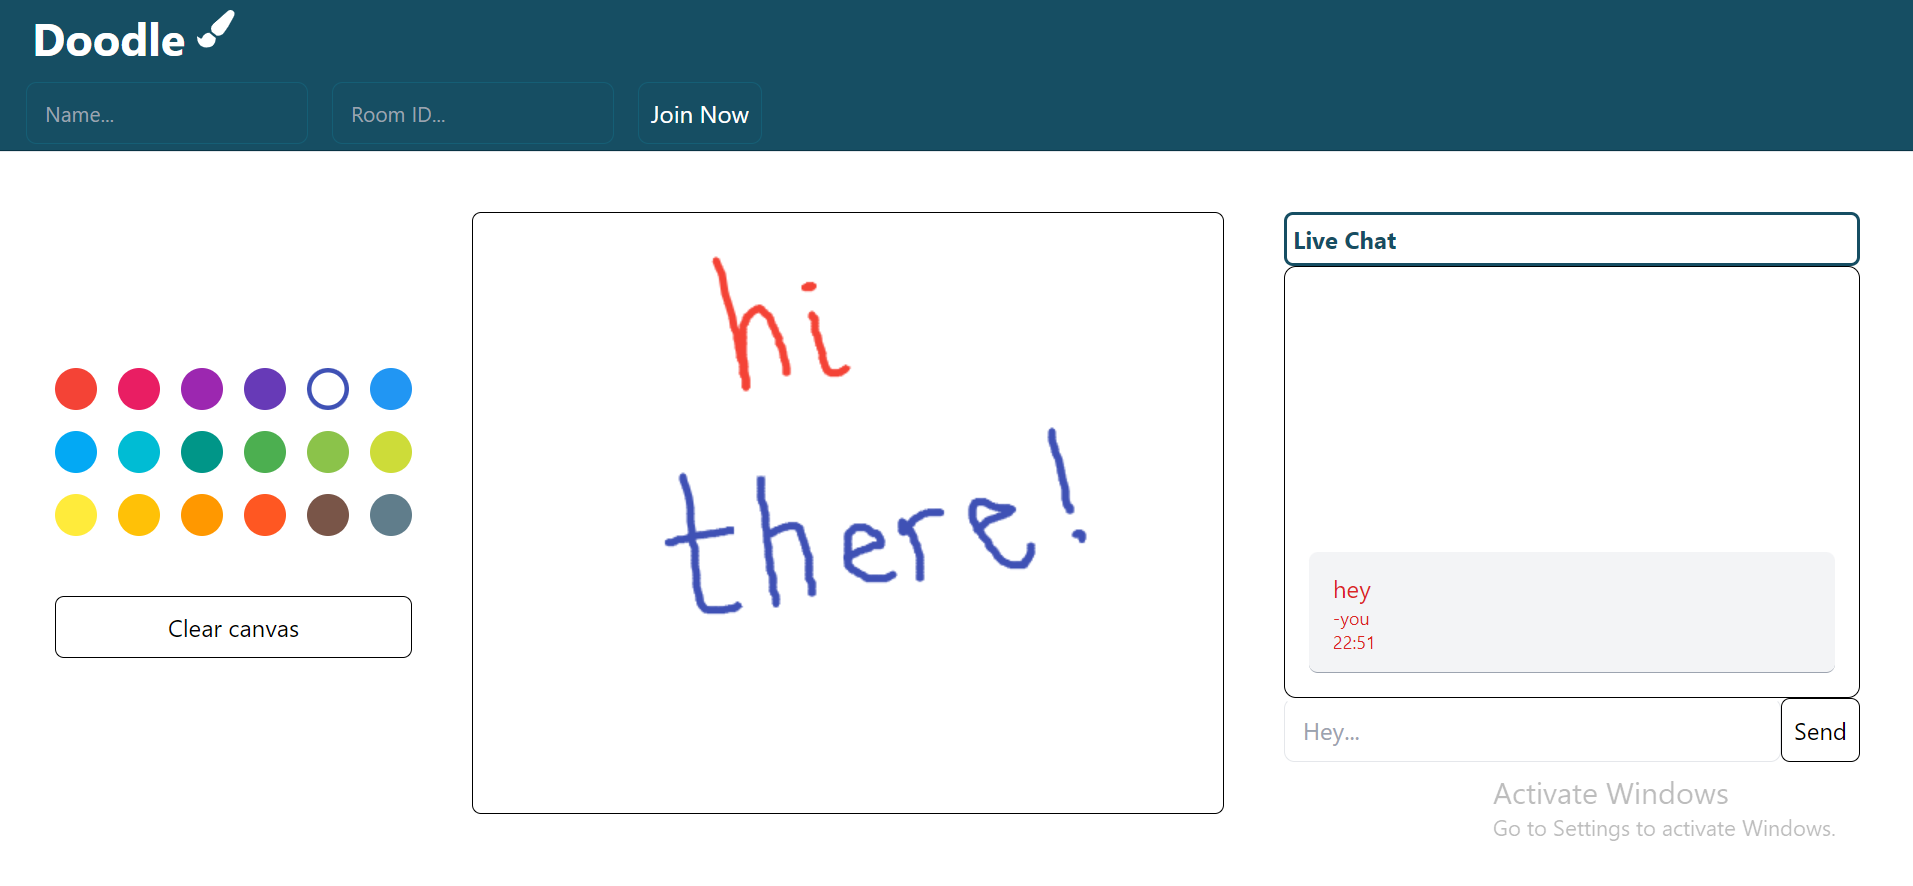 Doodle
Name...
Room ID...
Join Now
hi
there!
Clear canvas
Live Chat
hey
-you
22:51
Hey...
Send
Activate Windows
Go to Settings to activate Windows.